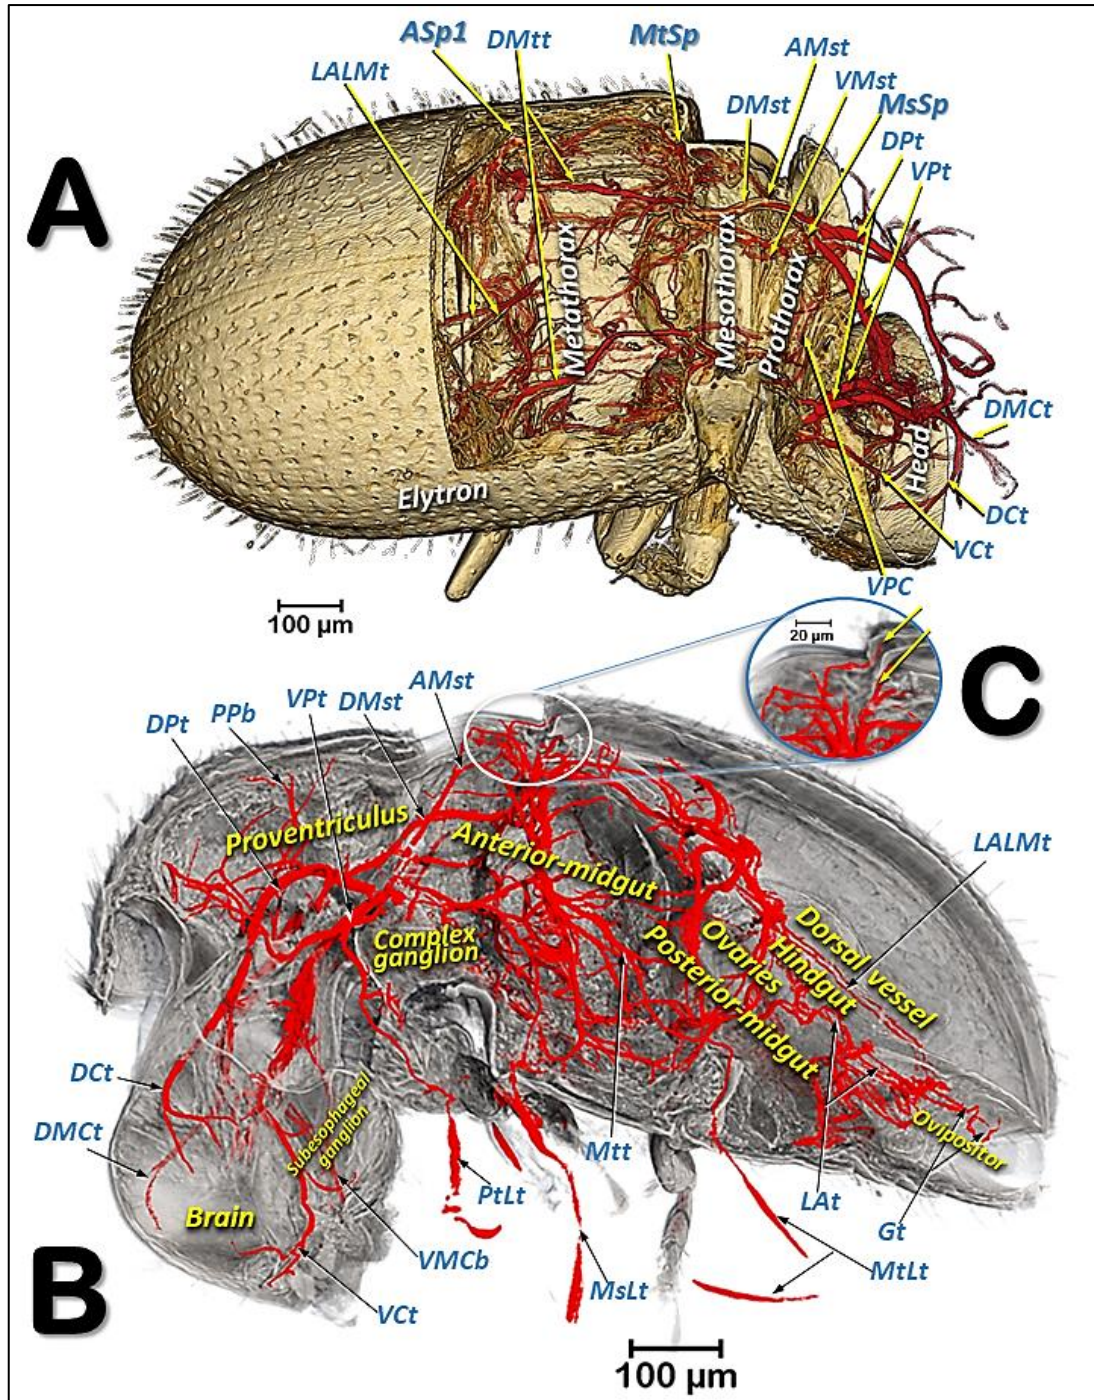 A
ASp1
DMtt
MtSp
AMst
LALMt
DMst
VMst
MsSp
DPt
VPt
Metathorax
Mesothorax
Prothorax
Head
Elytron
DMCt
DCt
VCt
VPC
100 µm
20 µm
C
AMst
VPt
DMst
PPb
DPt
Proventriculus
Anterior-midgut
LALMt
Complex
ganglion
Ovaries
Posterior-midgut
Hindgut
Dorsal vessel
DCt
DMCt
Subesophageal
ganglion
Ovipositor
Mtt
PtLt
LAt
Gt
Brain
VMCb
MsLt
MtLt
B
VCt
100 µm